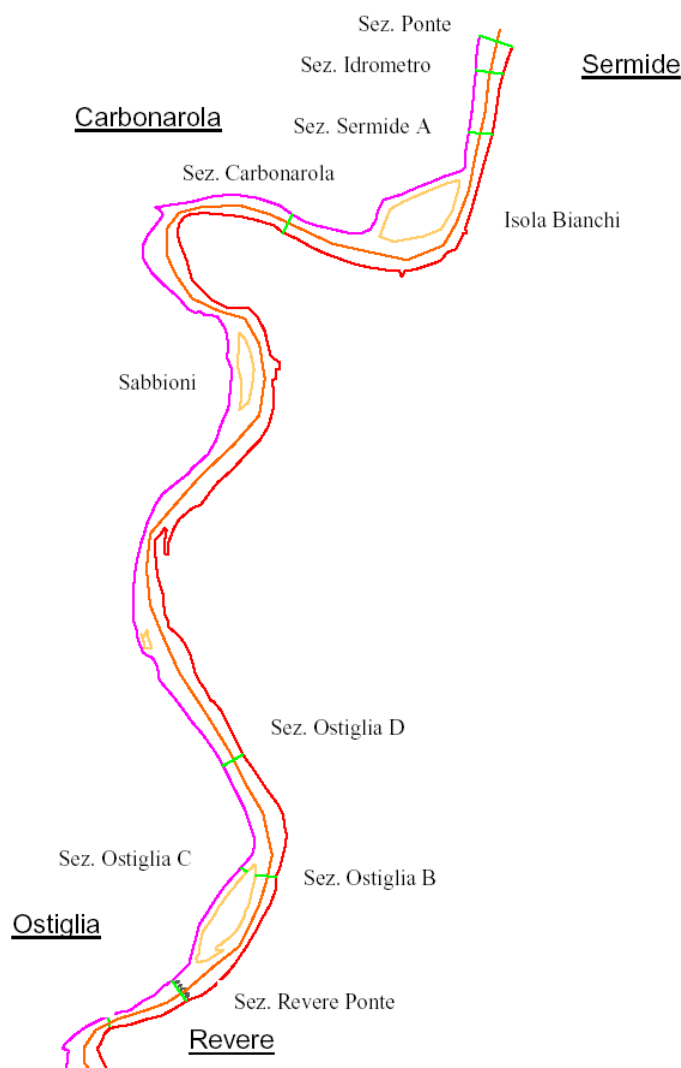 Sez. Ponte
Sez. Idrometro
Sermide
Carbonarola
Sez. Sermide A
Sez. Carbonarola
Isola Bianchi
Sabbioni
Sez. Ostiglia D
Sez. Ostiglia C
Sez. Ostiglia B
Ostiglia
Sez. Revere Ponte
Revere